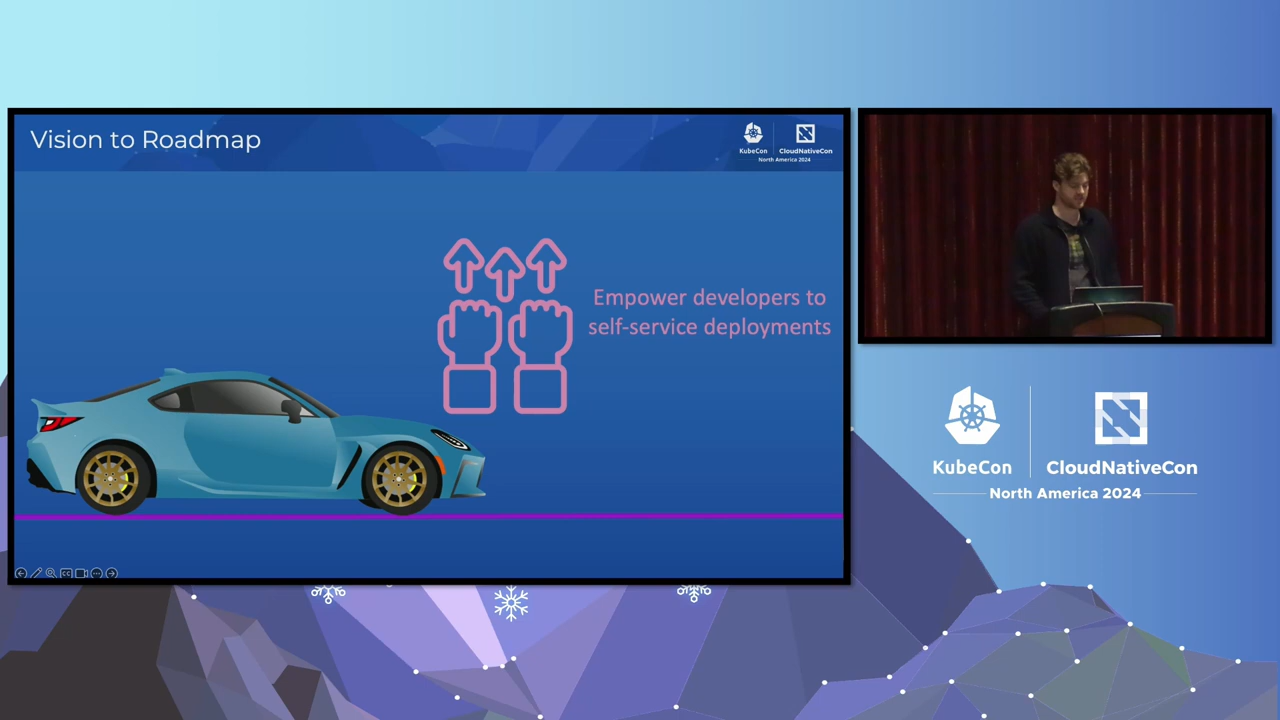 Vision to Roadmap
KubeCon
CloudNativeCon
North America 2024
Empower developers to
self-service deployments
CC
KubeCon
CloudNativeCon
North America 2024